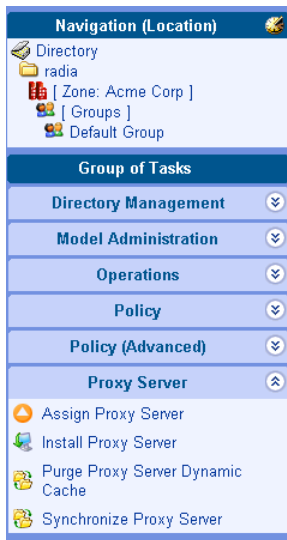 Navigation (Location)
Directory
radia
[ Zone: Acme Corp ]
[ Groups ]
Default Group
Group of Tasks
Directory Management
Model Administration
Operations
Policy
Policy (Advanced)
Proxy Server
Assign Proxy Server
Install Proxy Server
Purge Proxy Server Dynamic
Cache
Synchronize Proxy Server